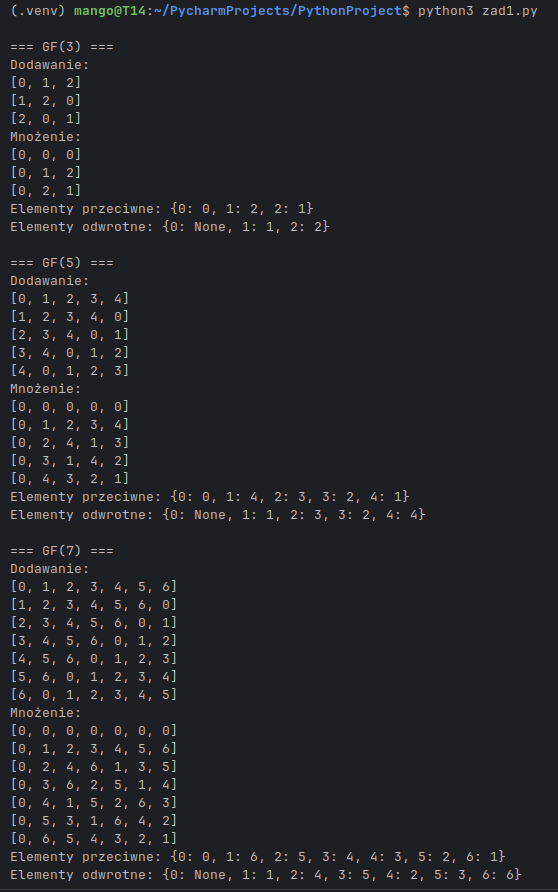 (.venv) mango@T14:~/PycharmProjects/PythonProject$ python3 zad1.py
=== GF(3) ===
Dodawanie:
[0, 1, 2]
[1, 2, 0]
[2, 0, 1]
Mnożenie:
[0, 0, 0]
[0, 1, 2]
[0, 2, 1]
Elementy przeciwne: {0: 0, 1: 2, 2: 1}
Elementy odwrotne: {0: None, 1: 1, 2: 2}
=== GF(5) ===
Dodawanie:
[0, 1, 2, 3, 4]
[1, 2, 3, 4, 0]
[2, 3, 4, 0, 1]
[3, 4, 0, 1, 2]
[4, 0, 1, 2, 3]
Mnożenie:
[0, 0, 0, 0, 0]
[0, 1, 2, 3, 4]
[0, 2, 4, 1, 3]
[0, 3, 1, 4, 2]
[0, 4, 3, 2, 1]
Elementy przeciwne: {0: 0, 1: 4, 2: 3, 3: 2, 4: 1}
Elementy odwrotne: {0: None, 1: 1, 2: 3, 3: 2, 4: 4}
=== GF(7) ===
Dodawanie:
[0, 1, 2, 3, 4, 5, 6]
[1, 2, 3, 4, 5, 6, 0]
[2, 3, 4, 5, 6, 0, 1]
[3, 4, 5, 6, 0, 1, 2]
[4, 5, 6, 0, 1, 2, 3]
[5, 6, 0, 1, 2, 3, 4]
[6, 0, 1, 2, 3, 4, 5]
Mnożenie:
[0, 0, 0, 0, 0, 0, 0]
[0, 1, 2, 3, 4, 5, 6]
[0, 2, 4, 6, 1, 3, 5]
[0, 3, 6, 2, 5, 1, 4]
[0, 4, 1, 5, 2, 6, 3]
[0, 5, 3, 1, 6, 4, 2]
[0, 6, 5, 4, 3, 2, 1]
Elementy przeciwne: {0: 0, 1: 6, 2: 5, 3: 4, 4: 3, 5: 2, 6: 1}
Elementy odwrotne: {0: None, 1: 1, 2: 4, 3: 5, 4: 2, 5: 3, 6: 6}